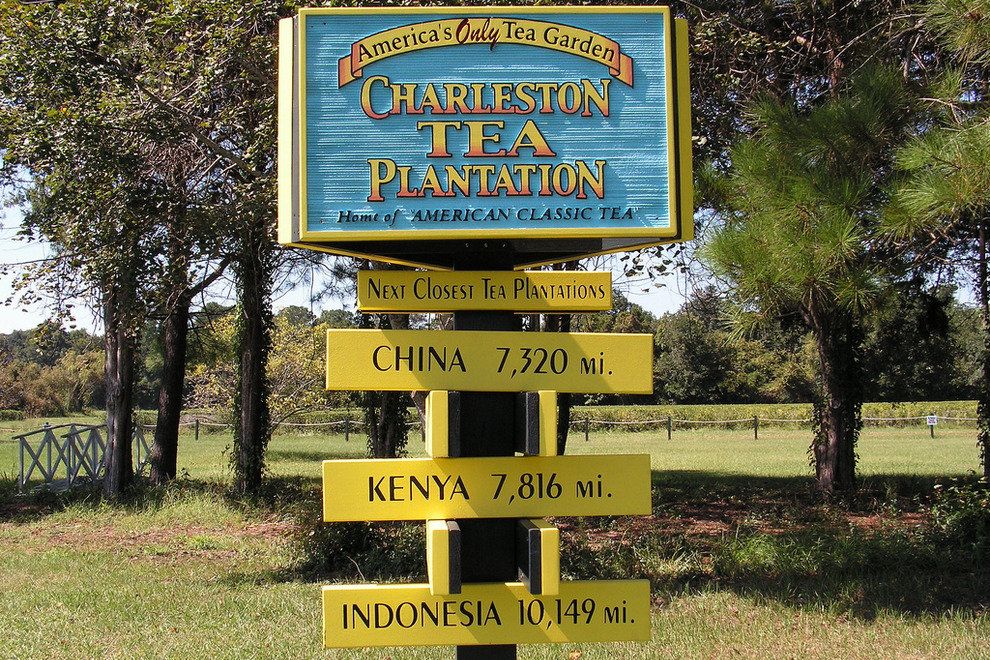 America's Only Tea Garden
CHARLESTON
TEA
PLANTATION
Home of "AMERICAN CLASSIC TEA"
NEXT CLOSEST TEA PLANTATIONS
CHINA 7,320 MI.
KENYA 7,816 MI.
INDONESIA 10,149 MI.